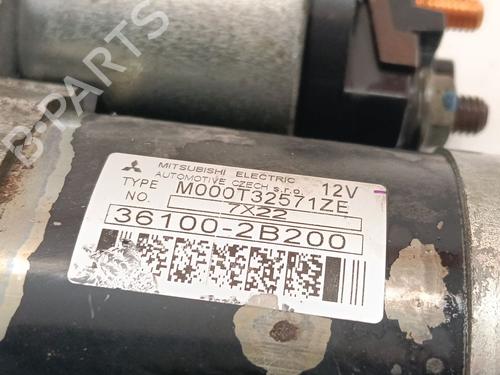 MITSUBISHI ELECTRIC
AUTOMOTIVE CZECH s.r.o. 12V
TYPE M000T32571ZE
NO. 7X22
36100-2B200
B-PARTS